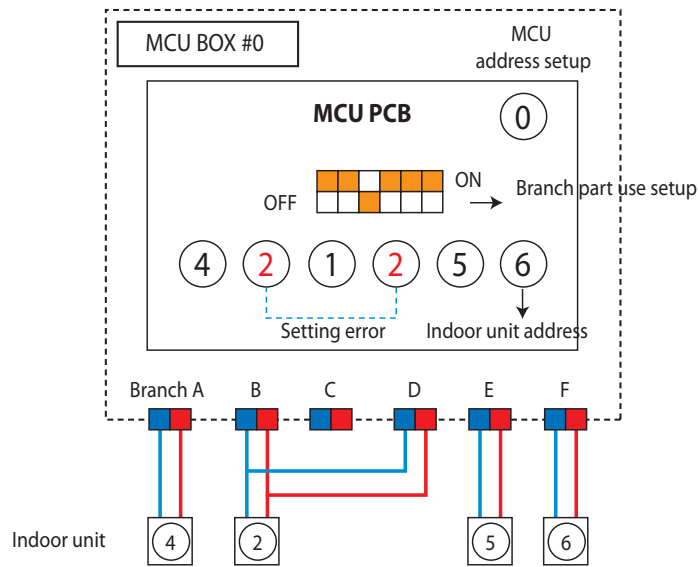 MCU BOX #0
MCU
address setup
MCU PCB
0
ON
Branch part use setup
OFF
4 2 1 2 5 6
Setting error
Indoor unit address
Branch A B C D E F
Indoor unit
4 2 5 6